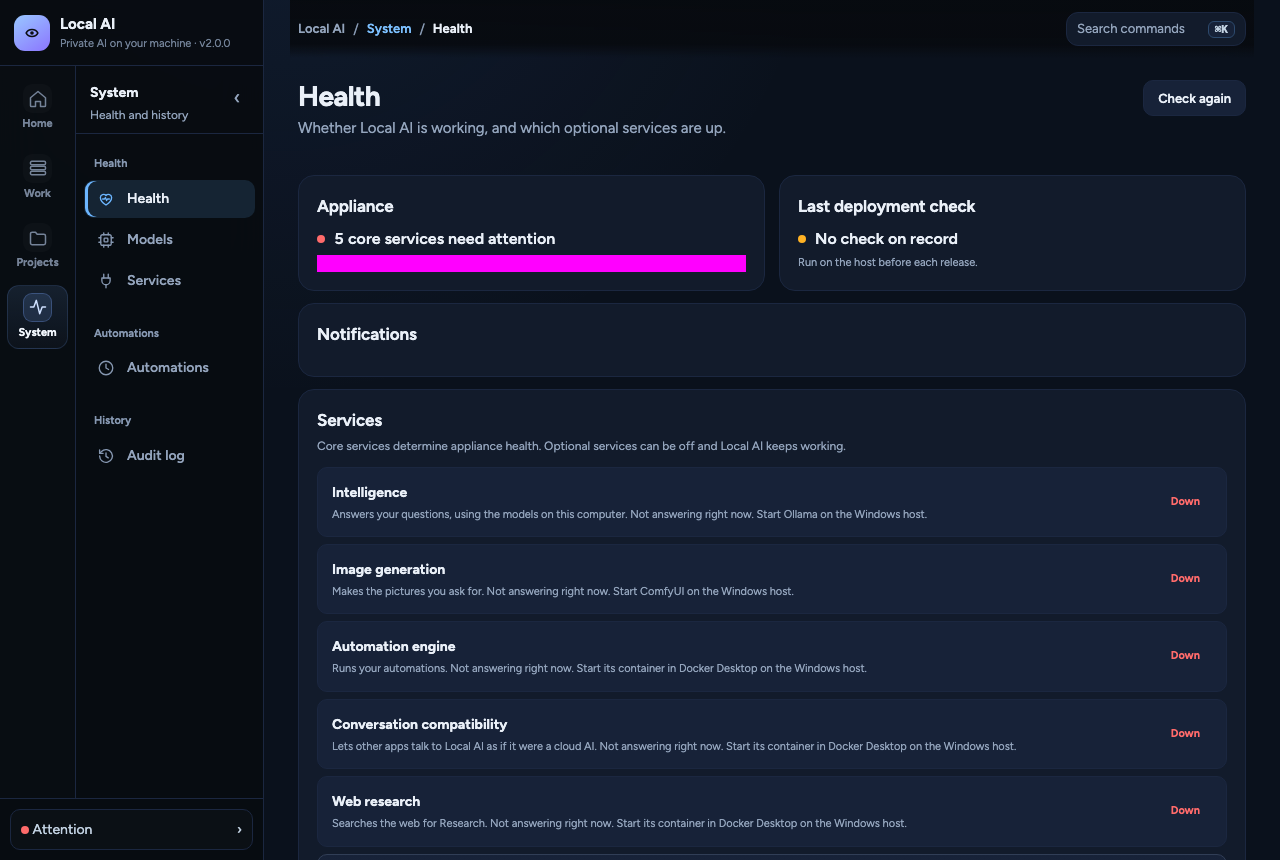 Local AI
Private AI on your machine · v2.0.0
Local AI / System / Health
Search commands ⌘K
Home
Work
Projects
System
System
Health and history
Health
Health
Models
Services
Automations
Automations
History
Audit log
Attention
Health
Whether Local AI is working, and which optional services are up.
Check again
Appliance
5 core services need attention
Last deployment check
No check on record
Run on the host before each release.
Notifications
Services
Core services determine appliance health. Optional services can be off and Local AI keeps working.
Intelligence
Answers your questions, using the models on this computer. Not answering right now. Start Ollama on the Windows host.
Down
Image generation
Makes the pictures you ask for. Not answering right now. Start ComfyUI on the Windows host.
Down
Automation engine
Runs your automations. Not answering right now. Start its container in Docker Desktop on the Windows host.
Down
Conversation compatibility
Lets other apps talk to Local AI as if it were a cloud AI. Not answering right now. Start its container in Docker Desktop on the Windows host.
Down
Web research
Searches the web for Research. Not answering right now. Start its container in Docker Desktop on the Windows host.
Down